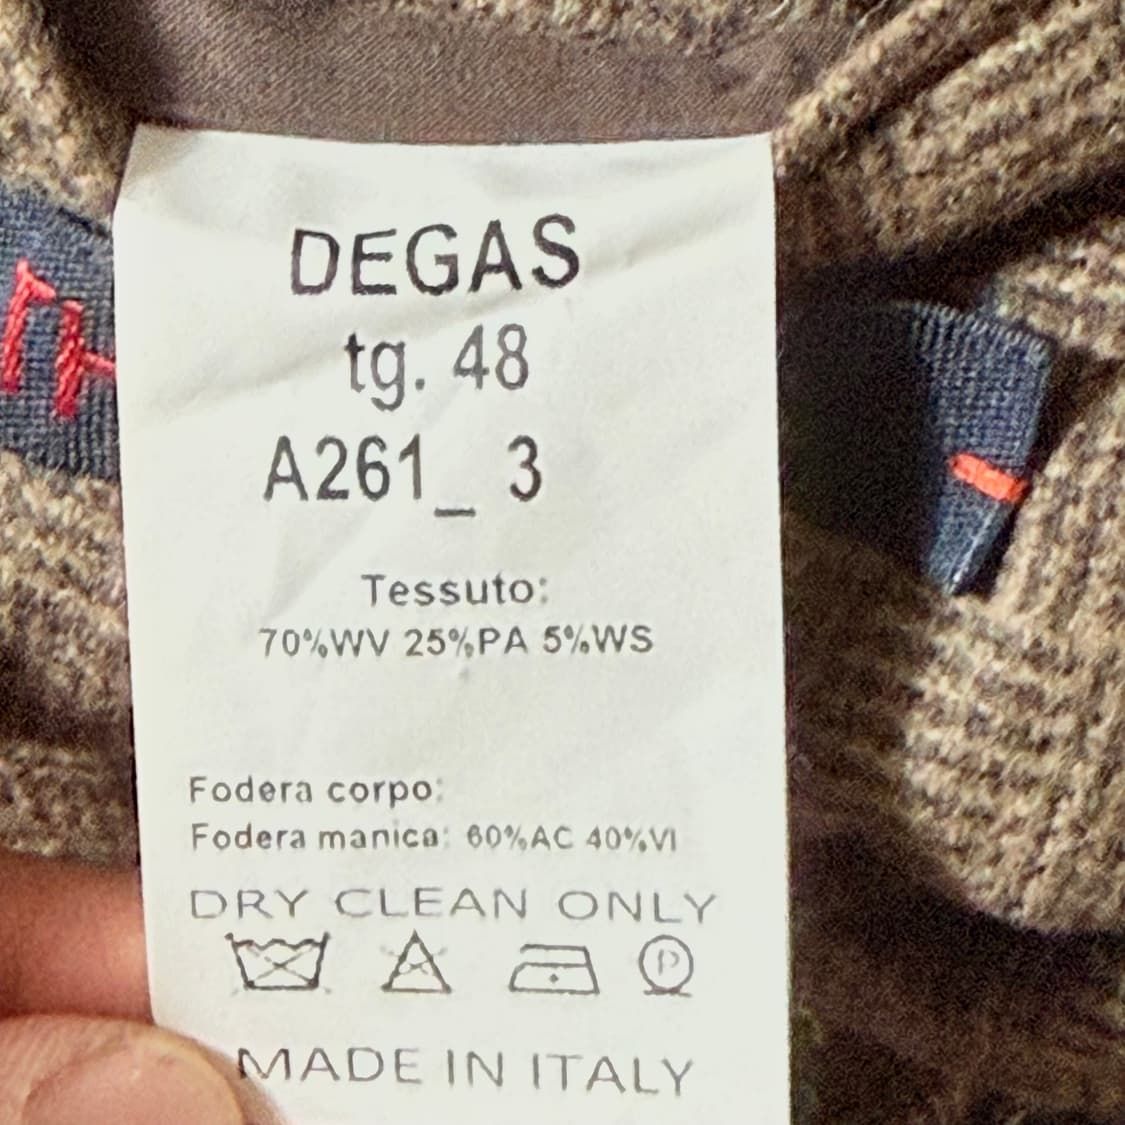 DEGAS
tg. 48
A261_ 3
Tessuto:
70%WV 25%PA 5%WS
Fodera corpo:
Fodera manica: 60%AC 40%VI
DRY CLEAN ONLY
P
MADE IN ITALY